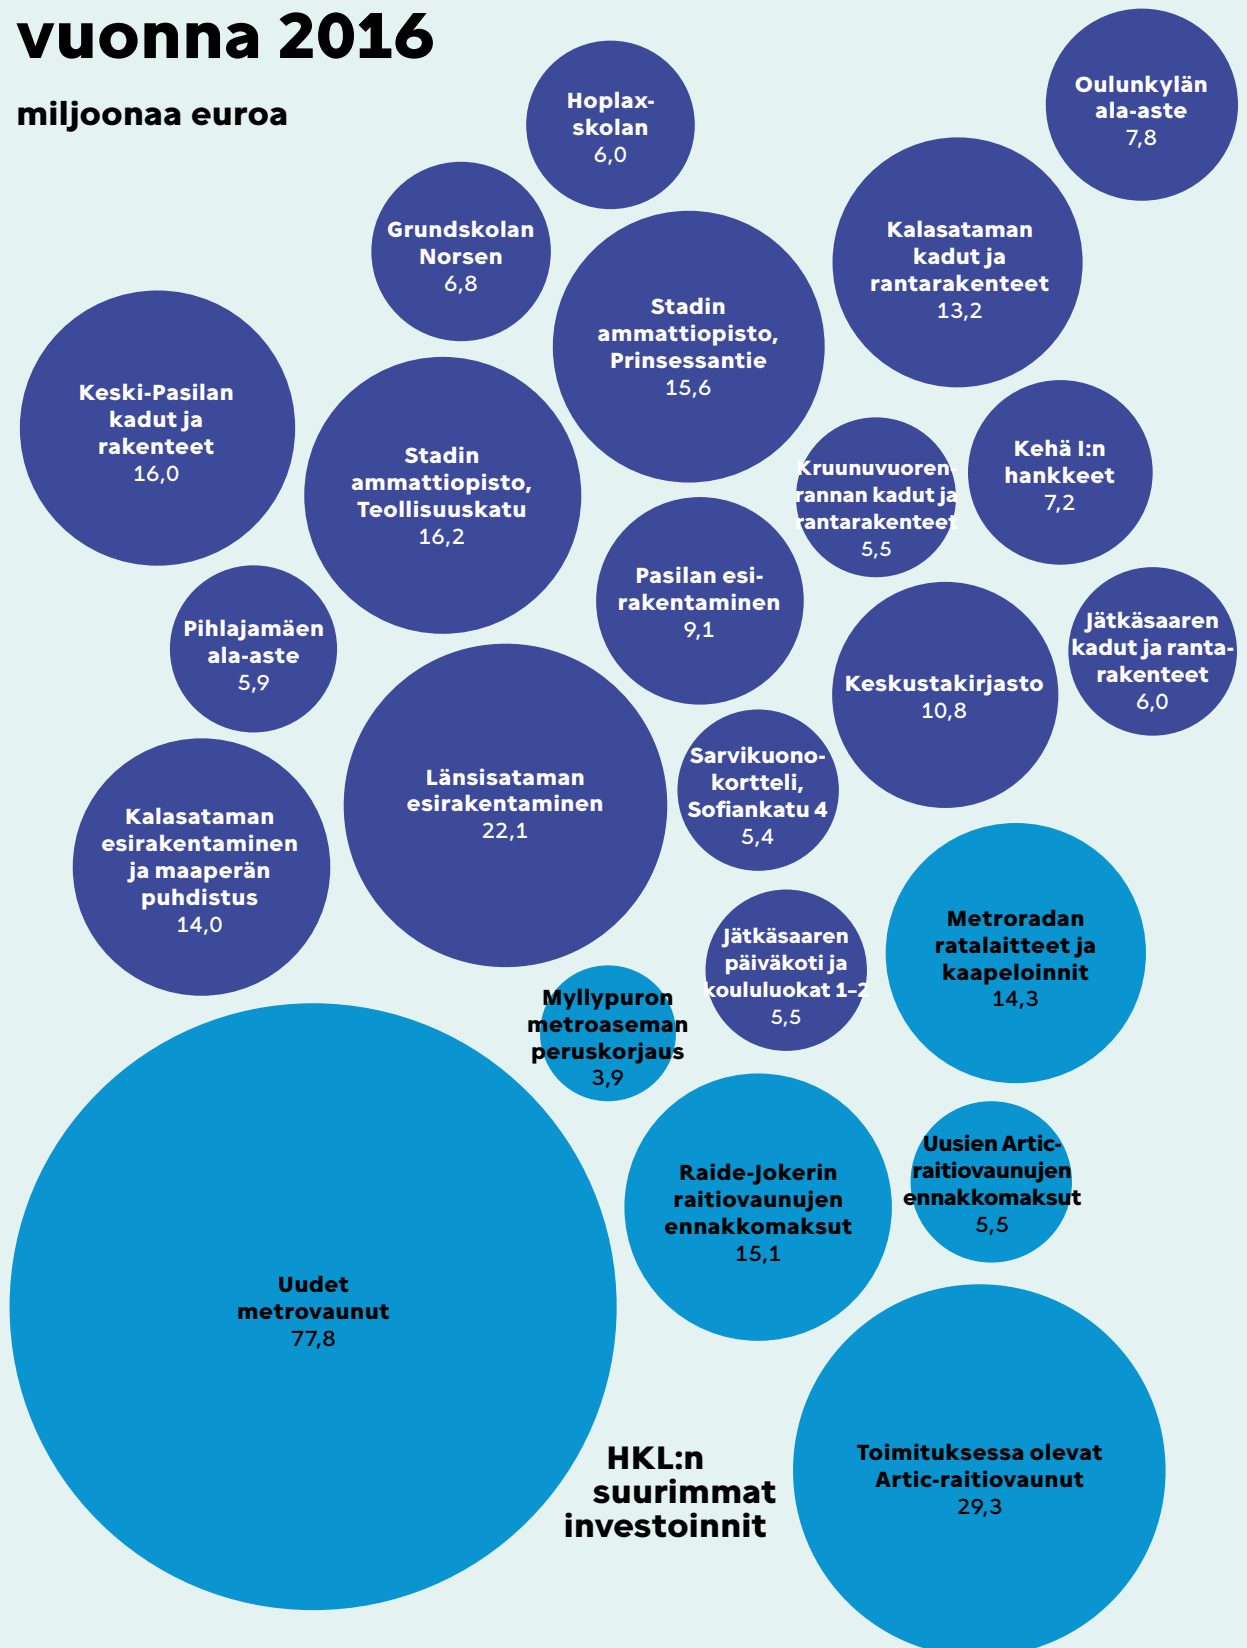 vuonna 2016
miljoonaa euroa
Hoplax-
skolan
6,0
Oulunkylän
ala-aste
7,8
Grundskolan
Norsen
6,8
Kalasataman
kadut ja
rantarakenteet
13,2
Stadin
ammattiopisto,
Prinsessantie
15,6
Keski-Pasilan
kadut ja
rakenteet
16,0
Stadin
ammattiopisto,
Teollisuuskatu
16,2
Kruunuvuoren-
rannan kadut ja
rantarakenteet
5,5
Kehä I:n
hankkeet
7,2
Pasilan esi-
rakentaminen
9,1
Pihlajamäen
ala-aste
5,9
Jätkäsaaren
kadut ja ranta-
rakenteet
6,0
Keskustakirjasto
10,8
Länsisataman
esirakentaminen
22,1
Sarvikuono-
kortteli,
Sofiankatu 4
5,4
Kalasataman
esirakentaminen
ja maaperän
puhdistus
14,0
Jätkäsaaren
päiväkoti ja
koululuokat 1–2
5,5
Metroradan
ratalaitteet ja
kaapeloinnit
14,3
Myllypuron
metroaseman
peruskorjaus
3,9
Raide-Jokerin
raitiovaunujen
ennakkomaksut
15,1
Uusien Artic-
raitiovaunujen
ennakkomaksut
5,5
Uudet
metrovaunut
77,8
HKL:n
suurimmat
investoinnit
Toimituksessa olevat
Artic-raitiovaunut
29,3